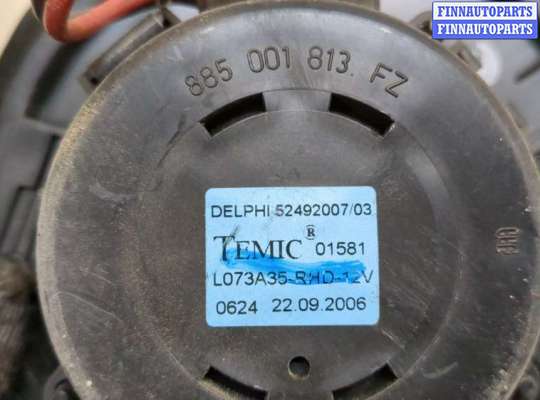 FINNAUTOPARTS
FINNAUTOPARTS
885 001 813. FZ
DELPHI 52492007/03
TEMIC® 01581
L073A35-RHD-12V
0624 22.09.2006